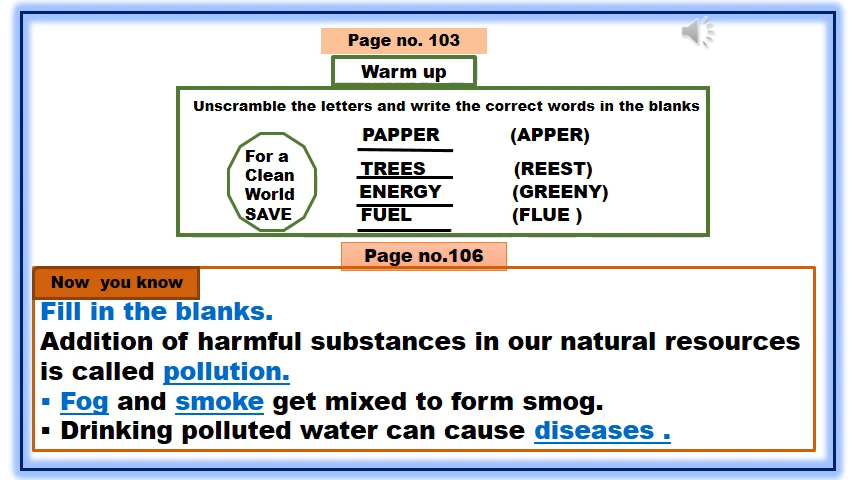 Page no. 103
Warm up
Unscramble the letters and write the correct words in the blanks
For a
Clean
World
SAVE
PAPPER (APPER)
TREES (REEST)
ENERGY (GREENY)
FUEL (FLUE )
Page no.106
Now you know
Fill in the blanks.
Addition of harmful substances in our natural resources
is called pollution.
▪ Fog and smoke get mixed to form smog.
▪ Drinking polluted water can cause diseases .